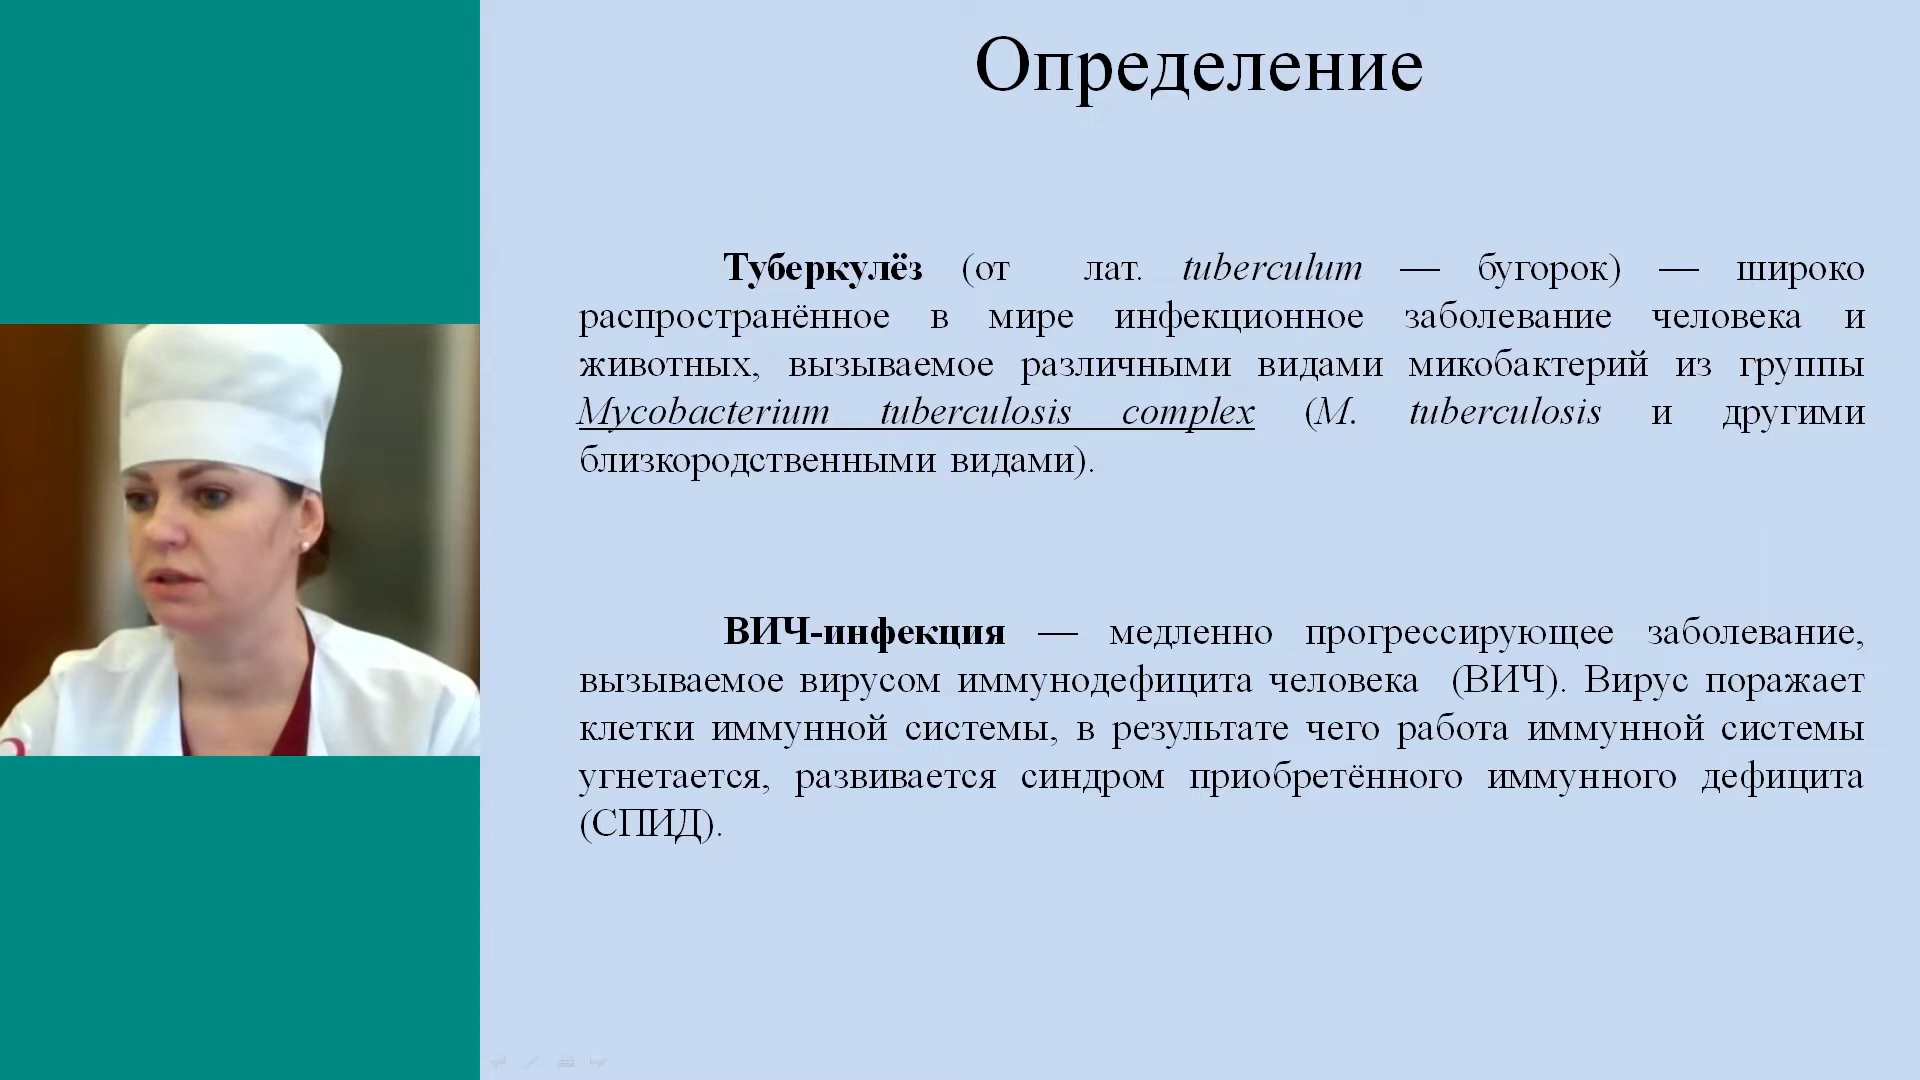 Определение
Туберкулёз (от лат. tuberculum — бугорок) — широко
распространённое в мире инфекционное заболевание человека и
животных, вызываемое различными видами микобактерий из группы
Mycobacterium tuberculosis complex (M. tuberculosis и другими
близкородственными видами).
ВИЧ-инфекция — медленно прогрессирующее заболевание,
вызываемое вирусом иммунодефицита человека (ВИЧ). Вирус поражает
клетки иммунной системы, в результате чего работа иммунной системы
угнетается, развивается синдром приобретённого иммунного дефицита
(СПИД).